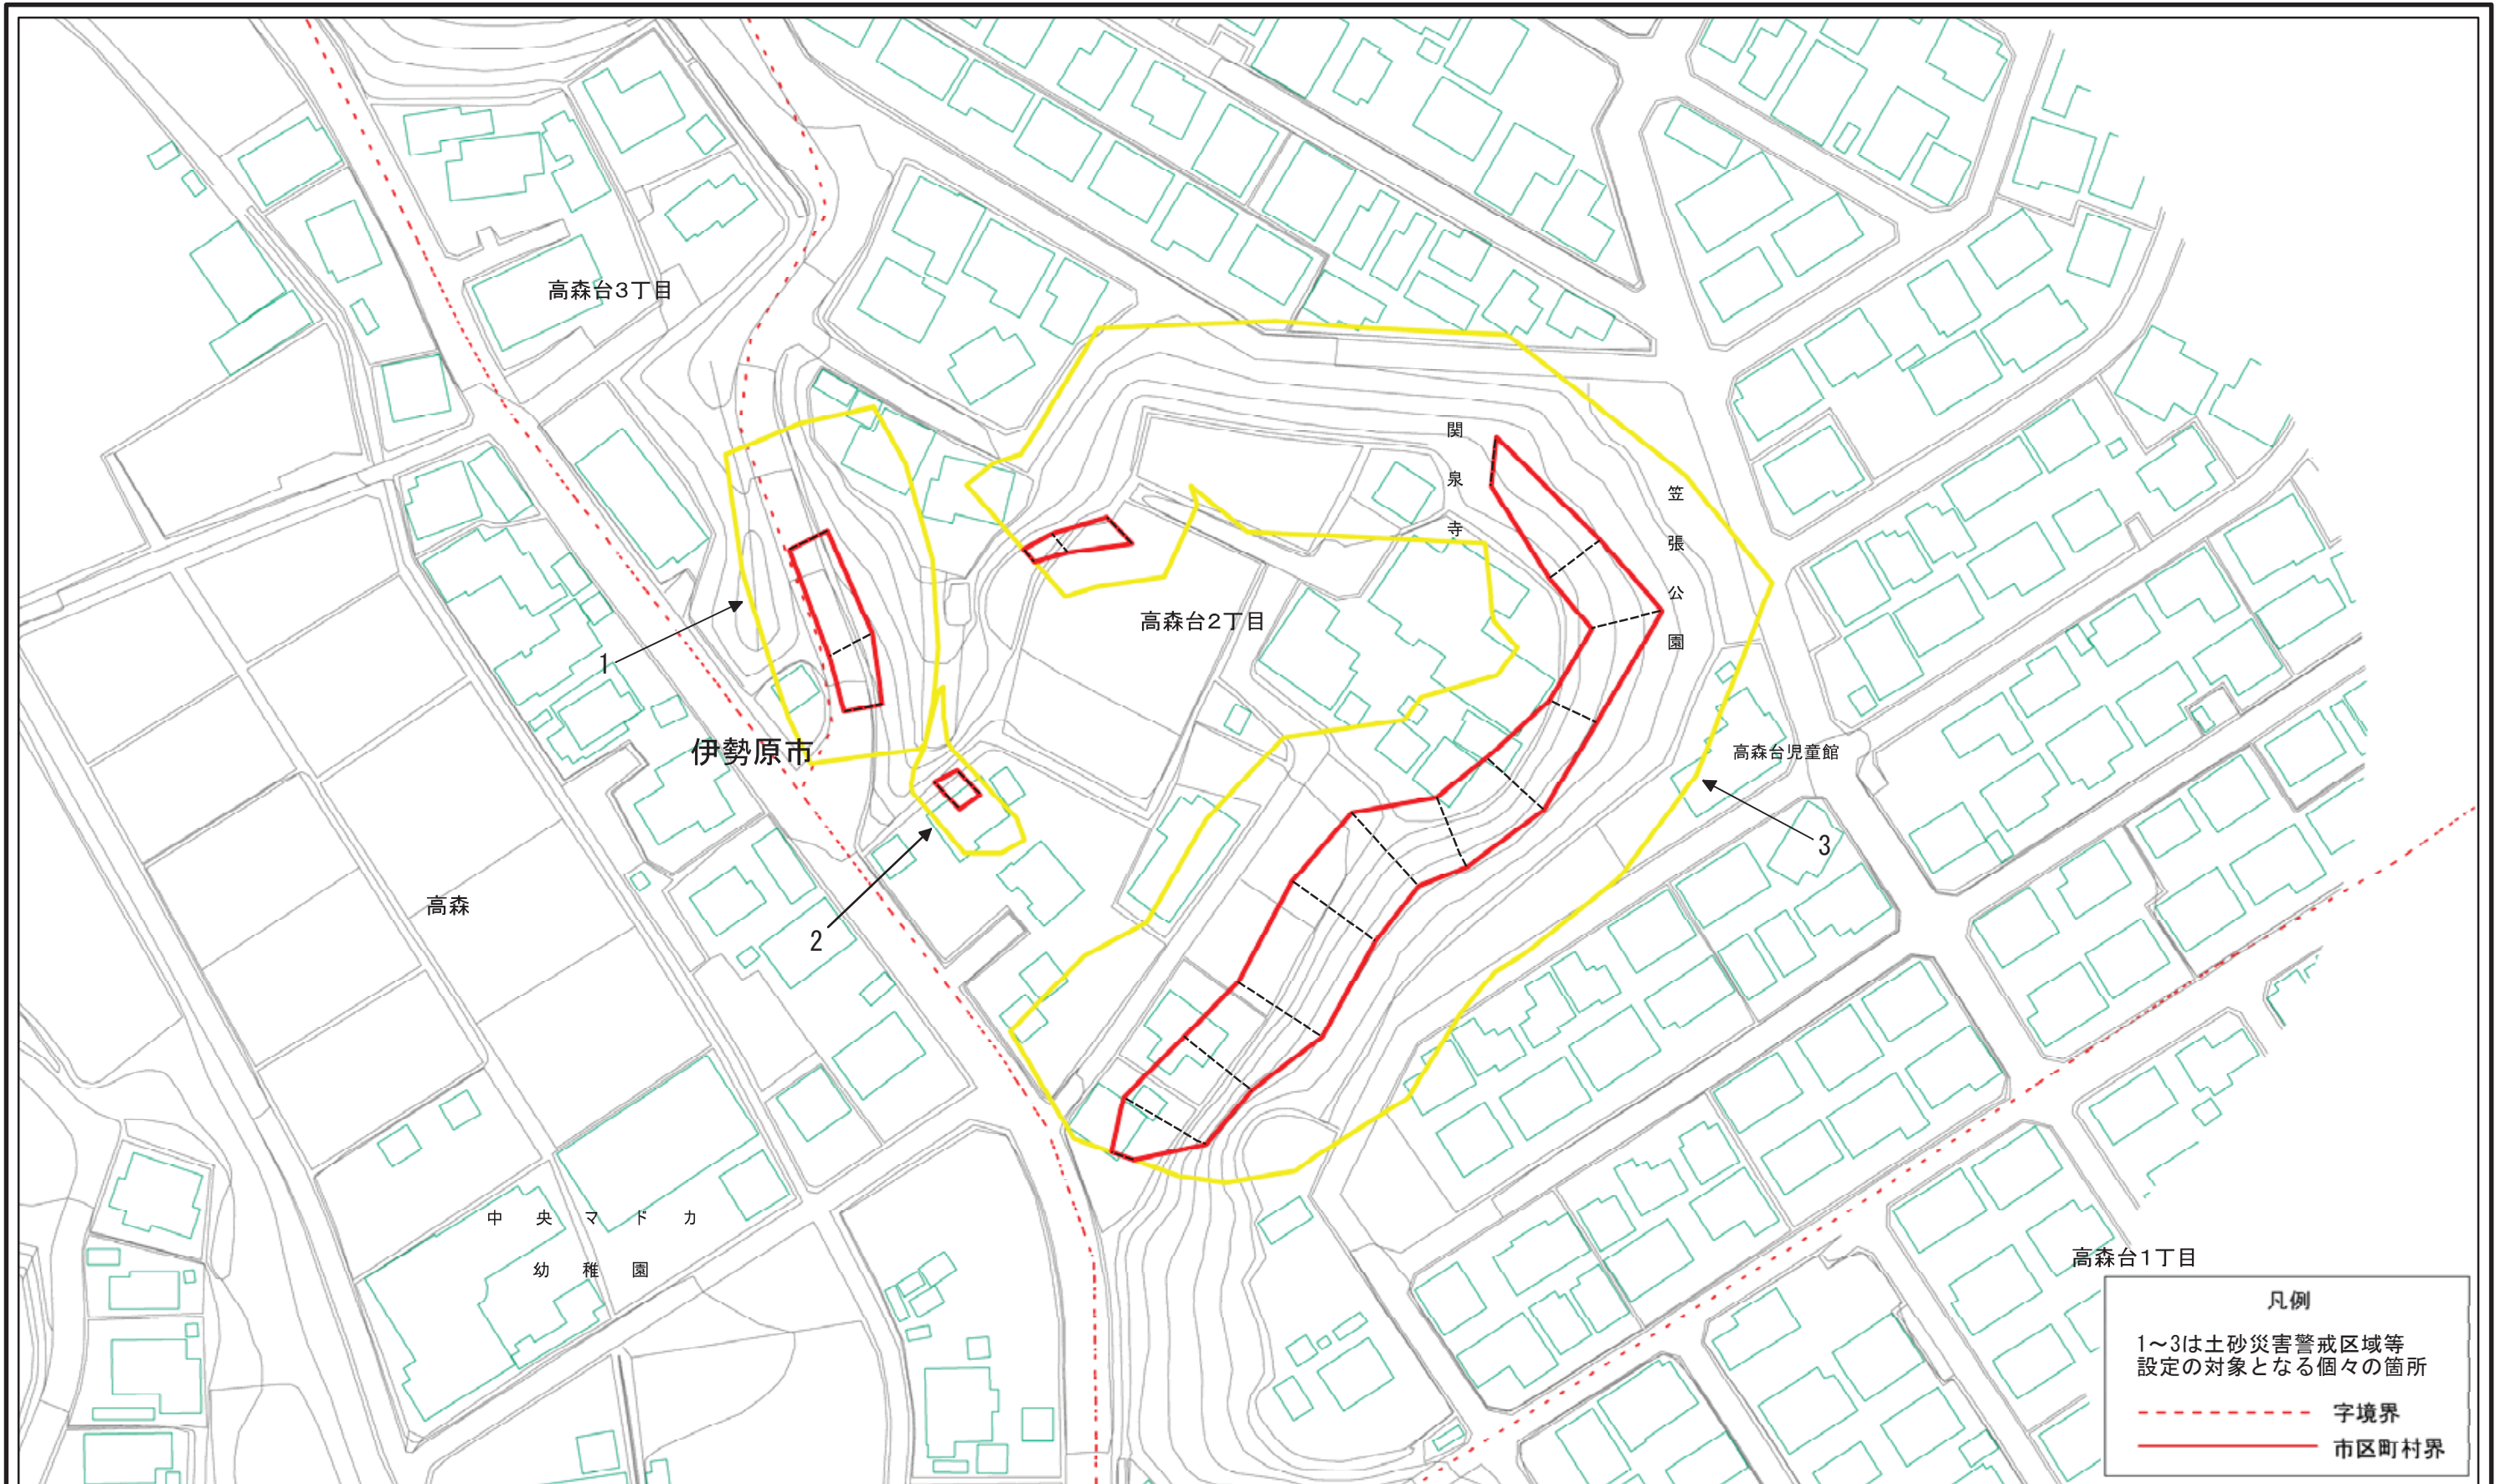 高森台3丁目
関泉寺
笠張公園
高森台2丁目
1
伊勢原市
高森台児童館
3
高森
2
中央マドカ
幼稚園
高森台1丁目
凡例
1～3は土砂災害警戒区域等
設定の対象となる個々の箇所
字境界
市区町村界